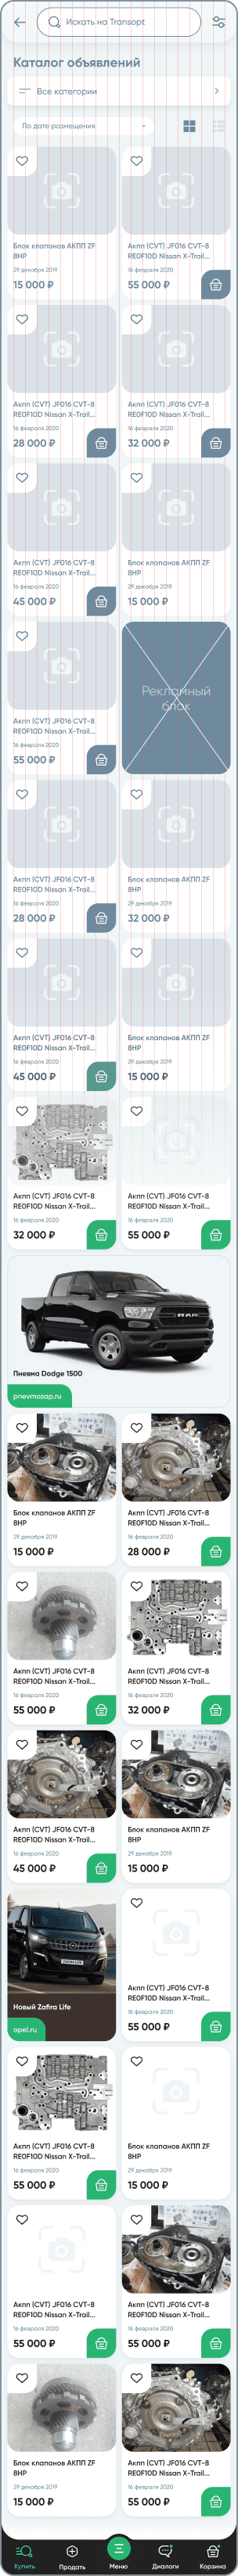 Искать на Transopt
Каталог объявлений
Все категории
По дате размещения
Блок клапанов АКПП ZF
8HP
29 декабря 2019
15 000 ₽
Акпп (CVT) JF016 CVT-8
RE0F10D Nissan X-Trail...
16 февраля 2020
55 000 ₽
Акпп (CVT) JF016 CVT-8
RE0F10D Nissan X-Trail...
16 февраля 2020
28 000 ₽
Акпп (CVT) JF016 CVT-8
RE0F10D Nissan X-Trail...
16 февраля 2020
32 000 ₽
Акпп (CVT) JF016 CVT-8
RE0F10D Nissan X-Trail...
16 февраля 2020
45 000 ₽
Блок клапанов АКПП ZF
8HP
29 декабря 2019
15 000 ₽
Акпп (CVT) JF016 CVT-8
RE0F10D Nissan X-Trail...
16 февраля 2020
55 000 ₽
Рекламный
блок
Акпп (CVT) JF016 CVT-8
RE0F10D Nissan X-Trail...
16 февраля 2020
28 000 ₽
Блок клапанов АКПП ZF
8HP
29 декабря 2019
32 000 ₽
Акпп (CVT) JF016 CVT-8
RE0F10D Nissan X-Trail...
16 февраля 2020
45 000 ₽
Блок клапанов АКПП ZF
8HP
29 декабря 2019
15 000 ₽
Акпп (CVT) JF016 CVT-8
RE0F10D Nissan X-Trail...
16 февраля 2020
32 000 ₽
Акпп (CVT) JF016 CVT-8
RE0F10D Nissan X-Trail...
16 февраля 2020
55 000 ₽
RAM
Пневма Dodge 1500
pnevmozap.ru
Блок клапанов АКПП ZF
8HP
29 декабря 2019
15 000 ₽
Акпп (CVT) JF016 CVT-8
RE0F10D Nissan X-Trail...
16 февраля 2020
28 000 ₽
Акпп (CVT) JF016 CVT-8
RE0F10D Nissan X-Trail...
16 февраля 2020
55 000 ₽
Акпп (CVT) JF016 CVT-8
RE0F10D Nissan X-Trail...
16 февраля 2020
32 000 ₽
Акпп (CVT) JF016 CVT-8
RE0F10D Nissan X-Trail...
16 февраля 2020
45 000 ₽
Блок клапанов АКПП ZF
8HP
29 декабря 2019
15 000 ₽
Новый Zafira Life
opel.ru
Акпп (CVT) JF016 CVT-8
RE0F10D Nissan X-Trail...
16 февраля 2020
55 000 ₽
Акпп (CVT) JF016 CVT-8
RE0F10D Nissan X-Trail...
16 февраля 2020
55 000 ₽
Блок клапанов АКПП ZF
8HP
29 декабря 2019
15 000 ₽
Акпп (CVT) JF016 CVT-8
RE0F10D Nissan X-Trail...
16 февраля 2020
55 000 ₽
Акпп (CVT) JF016 CVT-8
RE0F10D Nissan X-Trail...
16 февраля 2020
55 000 ₽
Блок клапанов АКПП ZF
8HP
29 декабря 2019
15 000 ₽
Акпп (CVT) JF016 CVT-8
RE0F10D Nissan X-Trail...
16 февраля 2020
55 000 ₽
Купить
Продать
Меню
Диалоги
Корзина